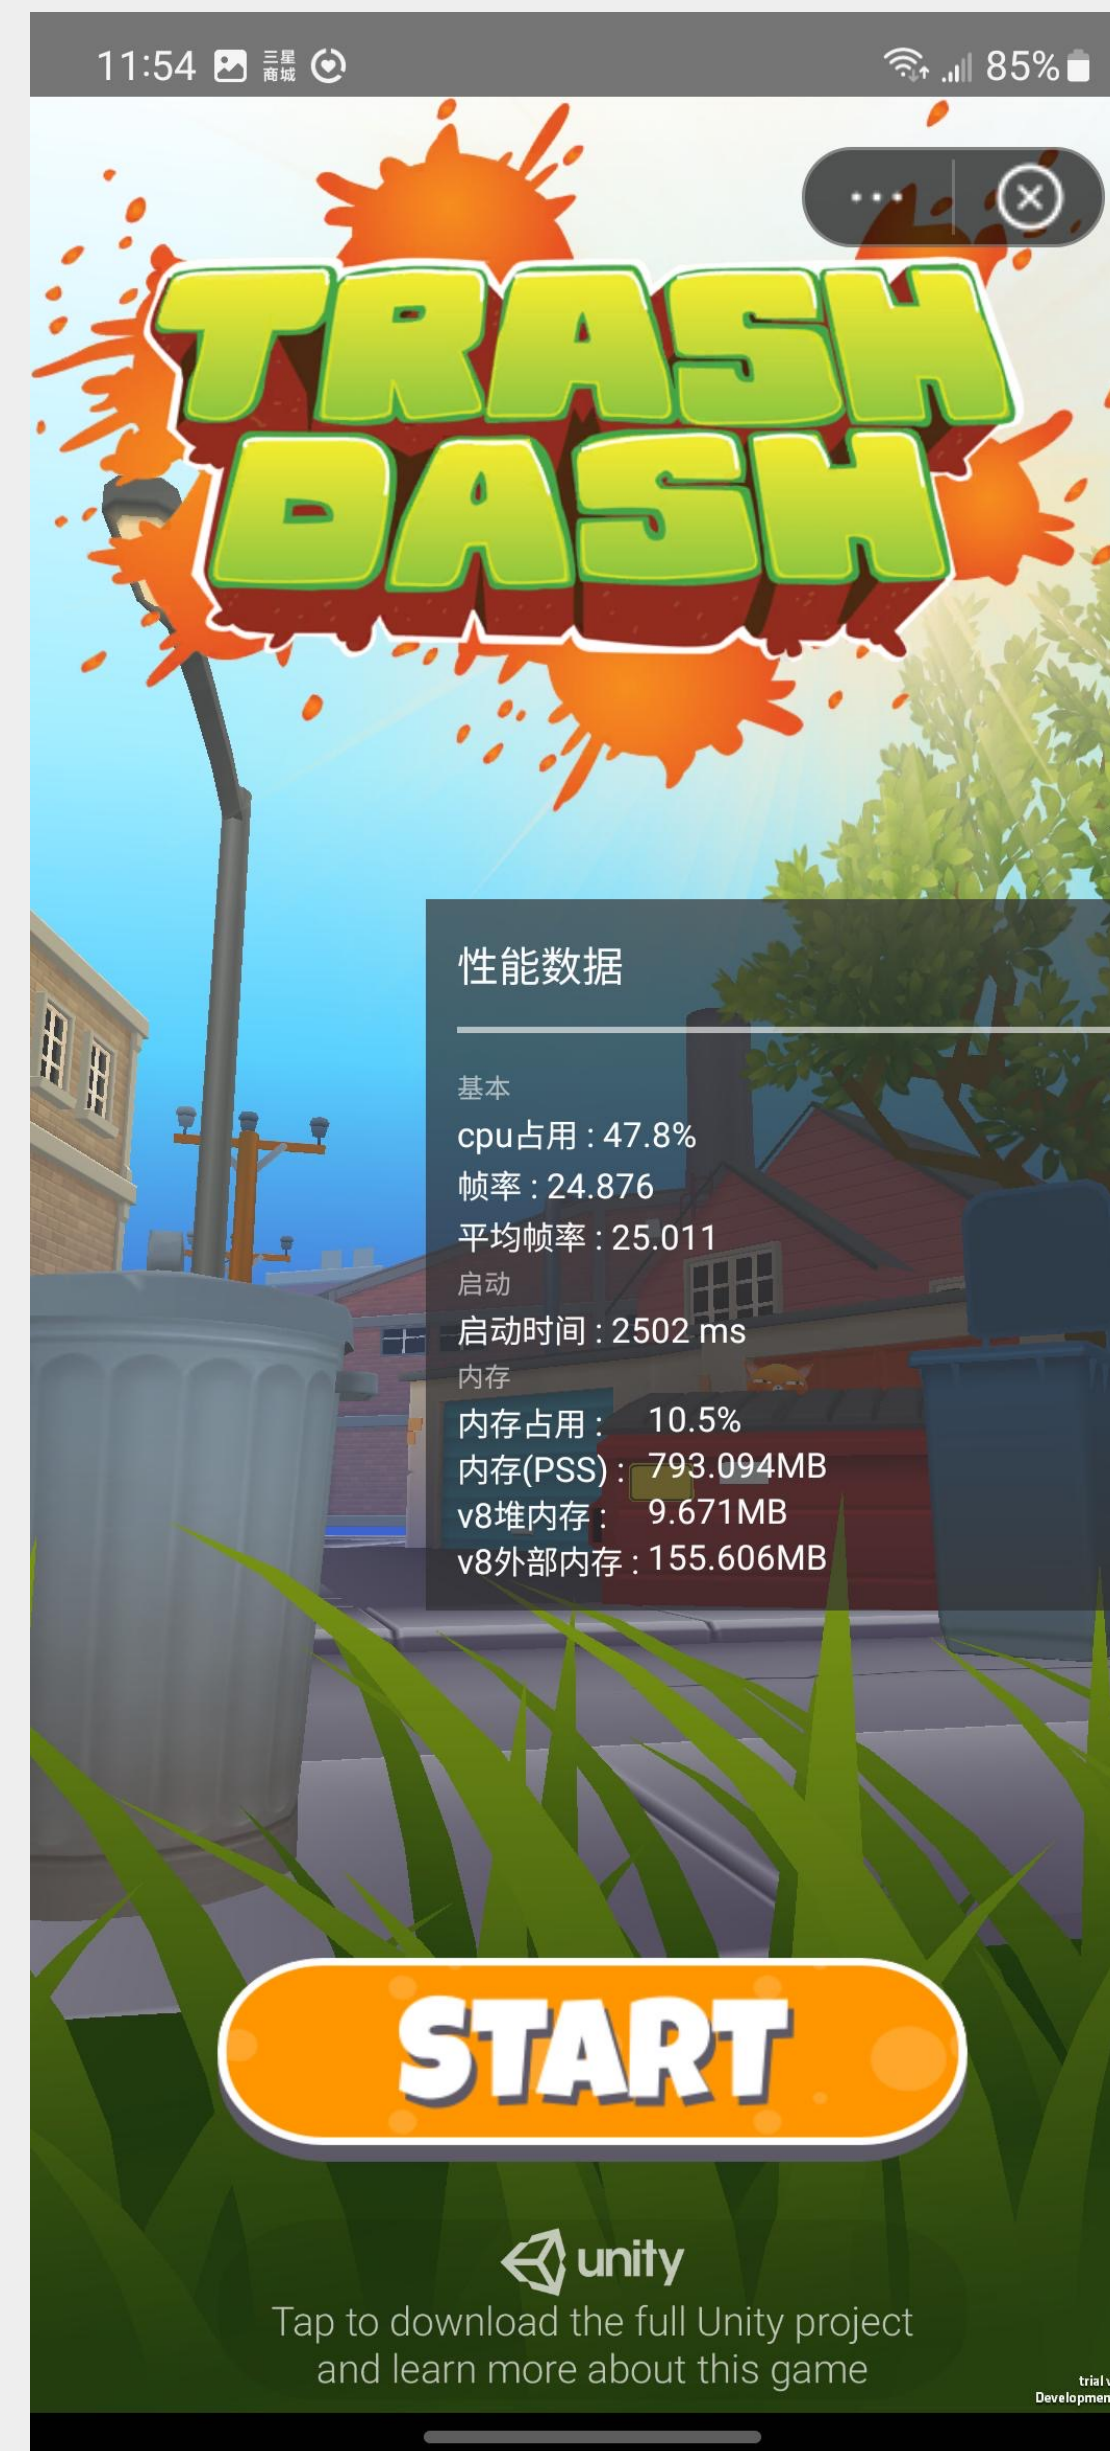 11:54 三星商城 85%
TRASH
DASH
性能数据
基本
cpu占用 : 47.8%
帧率 : 24.876
平均帧率 : 25.011
启动
启动时间 : 2502 ms
内存
内存占用 : 10.5%
内存(PSS) : 793.094MB
v8堆内存 : 9.671MB
v8外部内存 : 155.606MB
START
unity
Tap to download the full Unity project
and learn more about this game
trial